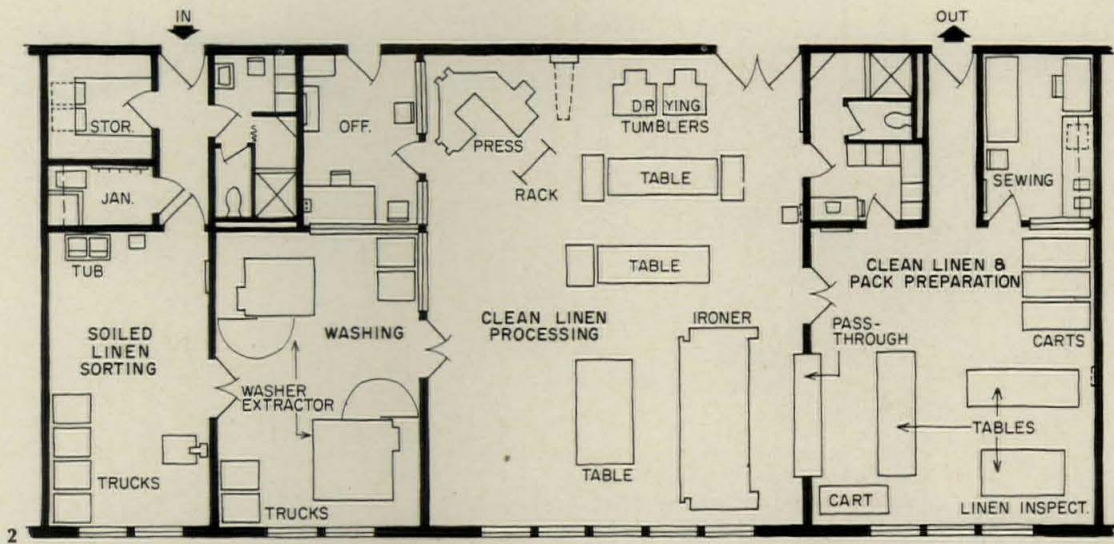 IN
OUT
STOR.
OFF.
PRESS
DRYING
TUMBLERS
RACK
TABLE
SEWING
JAN.
TUB
TABLE
CLEAN LINEN &
PACK PREPARATION
SOILED
LINEN
SORTING
WASHING
CLEAN LINEN
PROCESSING
IRONER
PASS-
THROUGH
CARTS
WASHER
EXTRACTOR
TABLES
TRUCKS
TRUCKS
TABLE
CART
LINEN INSPECT.
2